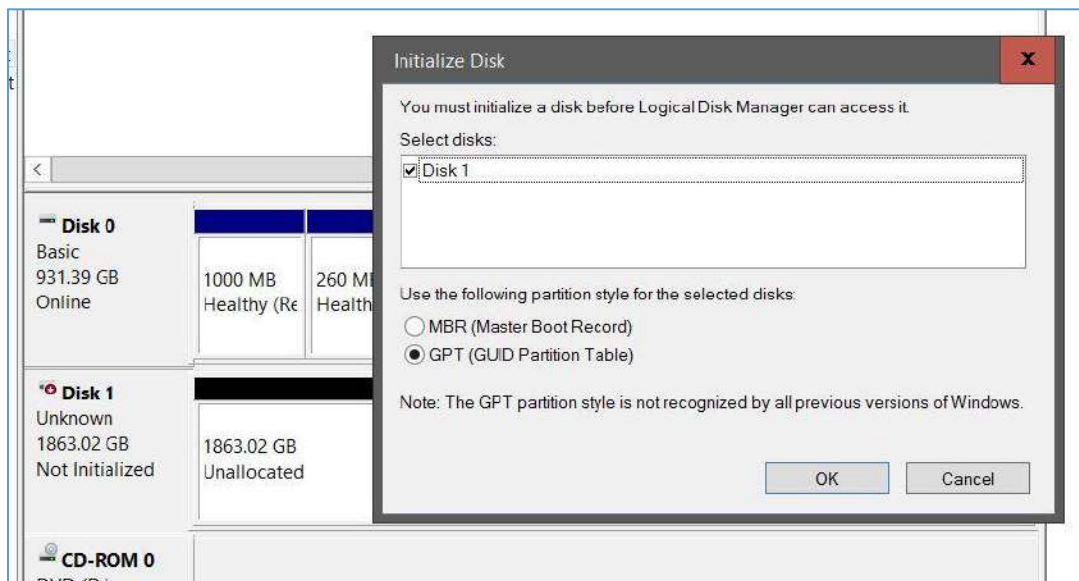 Initialize Disk
x
You must initialize a disk before Logical Disk Manager can access it.
Select disks:
Disk 1
Use the following partition style for the selected disks:
MBR (Master Boot Record)
GPT (GUID Partition Table)
Note: The GPT partition style is not recognized by all previous versions of Windows.
OK Cancel
Disk 0
Basic
931.39 GB
Online
1000 MB
Healthy (Re
260 M
Health
Disk 1
Unknown
1863.02 GB
Not Initialized
1863.02 GB
Unallocated
CD-ROM 0